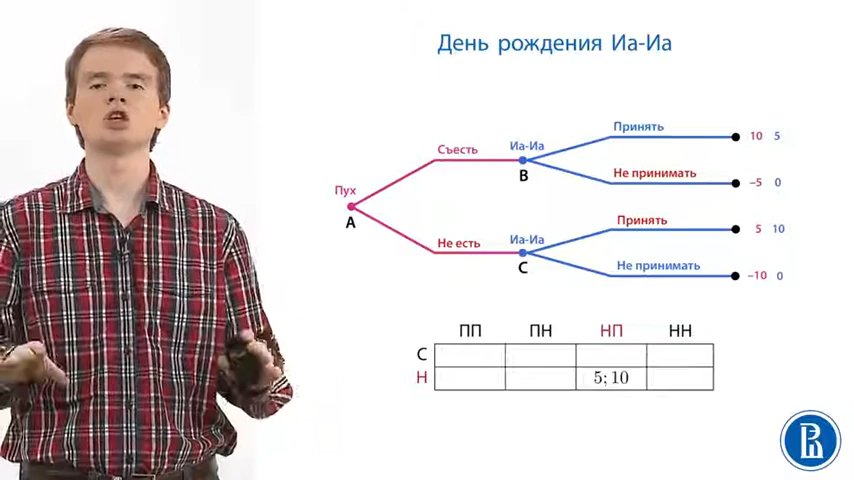 День рождения Иа-Иа
Принять
10 5
Съесть
Иа-Иа
В
Не принимать
–5 0
Пух
А
Принять
5 10
Не есть
Иа-Иа
С
Не принимать
–10 0
ПП ПН НП НН
С
Н 5; 10